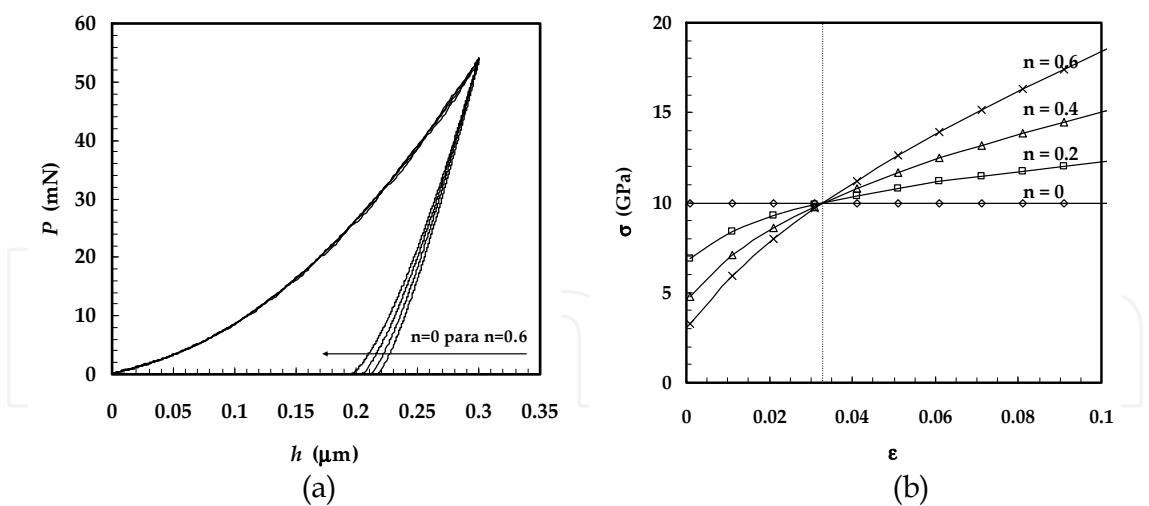 60
50
40
30
20
10
0
P (mN)
n=0 para n=0.6
0 0.05 0.1 0.15 0.2 0.25 0.3 0.35
h (μm)
(a)
20
15
10
5
0
σ (GPa)
n = 0.6
n = 0.4
n = 0.2
n = 0
0 0.02 0.04 0.06 0.08 0.1
ε
(b)